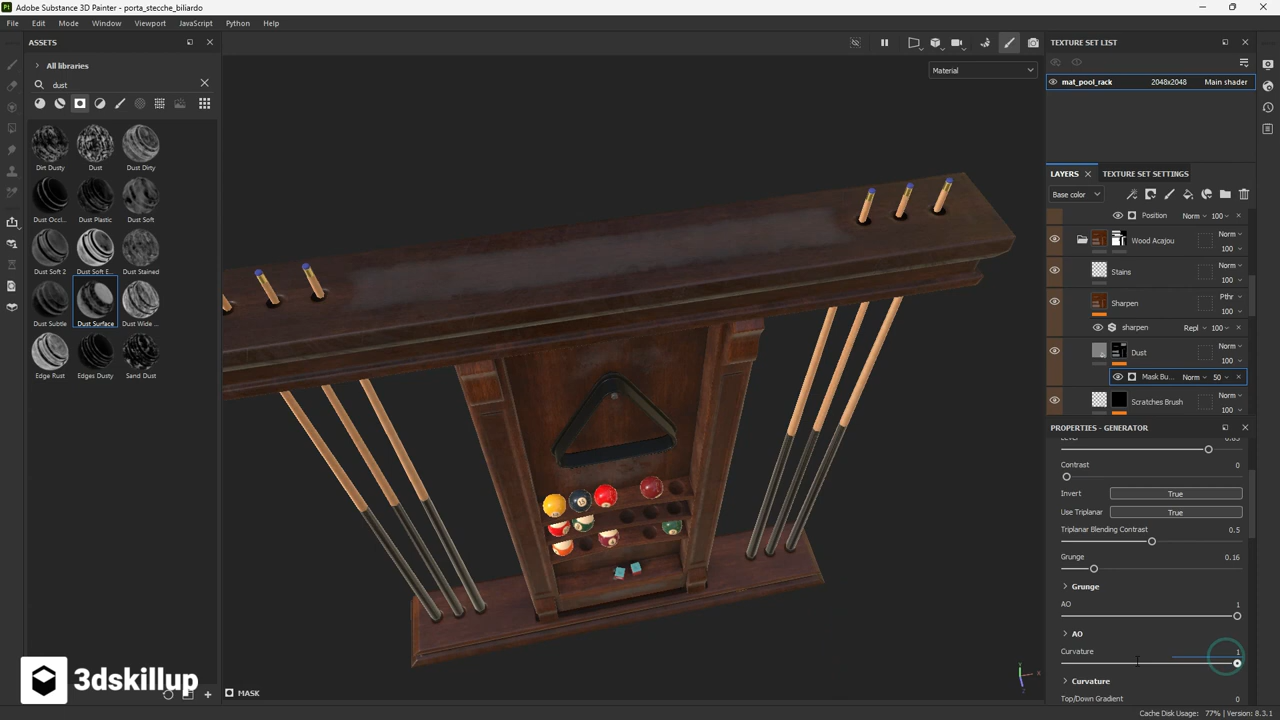 Adobe Substance 3D Painter - porta_stecche_biliardo
File Edit Mode Window Viewport JavaScript Python Help
ASSETS
All libraries
dust
Dirt Dusty Dust Dust Dirty
Dust Occl... Dust Plastic Dust Soft
Dust Soft 2 Dust Soft E... Dust Stained
Dust Subtle Dust Surface Dust Wide ...
Edge Rust Edges Dusty Sand Dust
Material
MASK
3dskillup
TEXTURE SET LIST
mat_pool_rack 2048x2048 Main shader
LAYERS TEXTURE SET SETTINGS
Base color
Position Norm 100
Wood Acajou Norm 100
Stains Norm 100
Sharpen Pthr 100
sharpen Repl 100
Dust Norm 100
Mask Bu... Norm 50
Scratches Brush Norm 100
PROPERTIES - GENERATOR
Contrast 0
Invert True
Use Triplanar True
Triplanar Blending Contrast 0.5
Grunge 0.16
Grunge
AO 1
AO
Curvature 1
Curvature
Top/Down Gradient 0
Cache Disk Usage: 77% | Version: 8.3.1